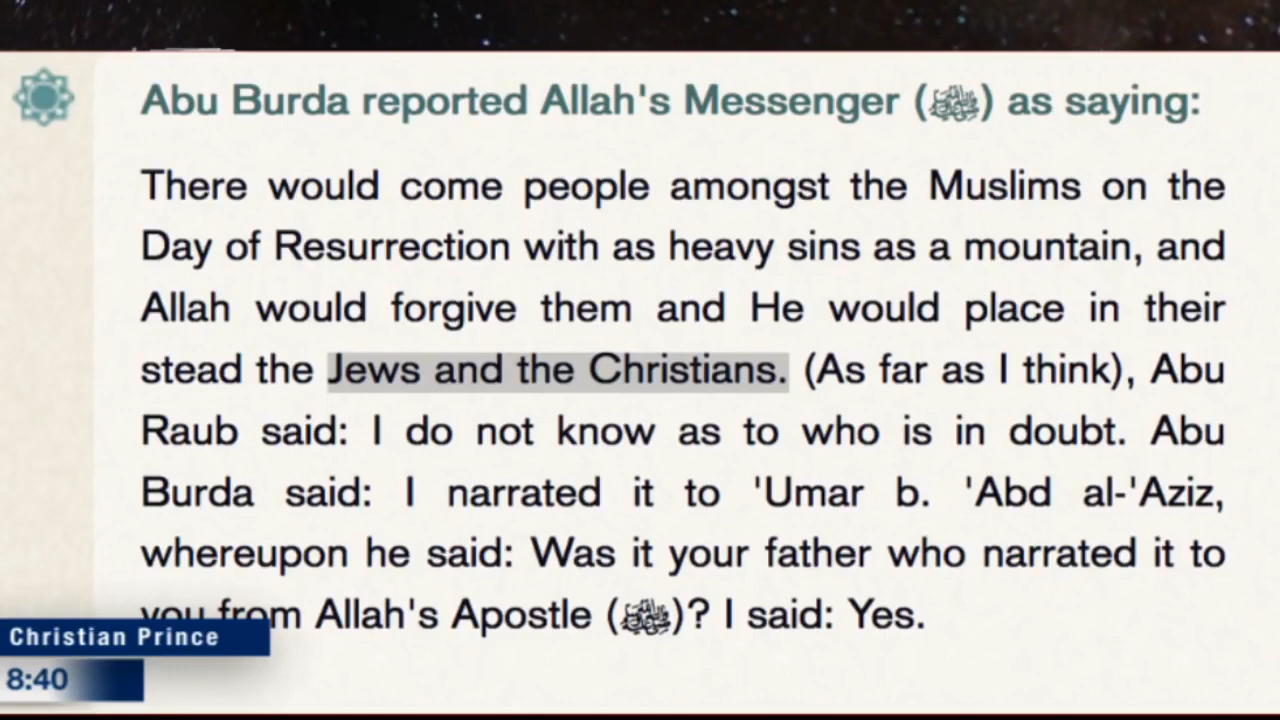 Abu Burda reported Allah's Messenger (ﷺ) as saying:
There would come people amongst the Muslims on the
Day of Resurrection with as heavy sins as a mountain, and
Allah would forgive them and He would place in their
stead the Jews and the Christians. (As far as I think), Abu
Raub said: I do not know as to who is in doubt. Abu
Burda said: I narrated it to 'Umar b. 'Abd al-'Aziz,
whereupon he said: Was it your father who narrated it to
you from Allah's Apostle (ﷺ)? I said: Yes.
Christian Prince
8:40